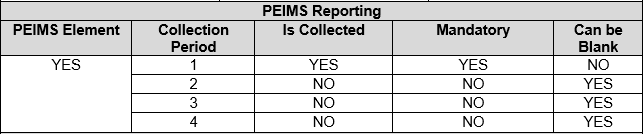 PEIMS Reporting
PEIMS Element Collection Period Is Collected Mandatory Can be Blank
YES 1 YES YES NO
2 NO NO YES
3 NO NO YES
4 NO NO YES